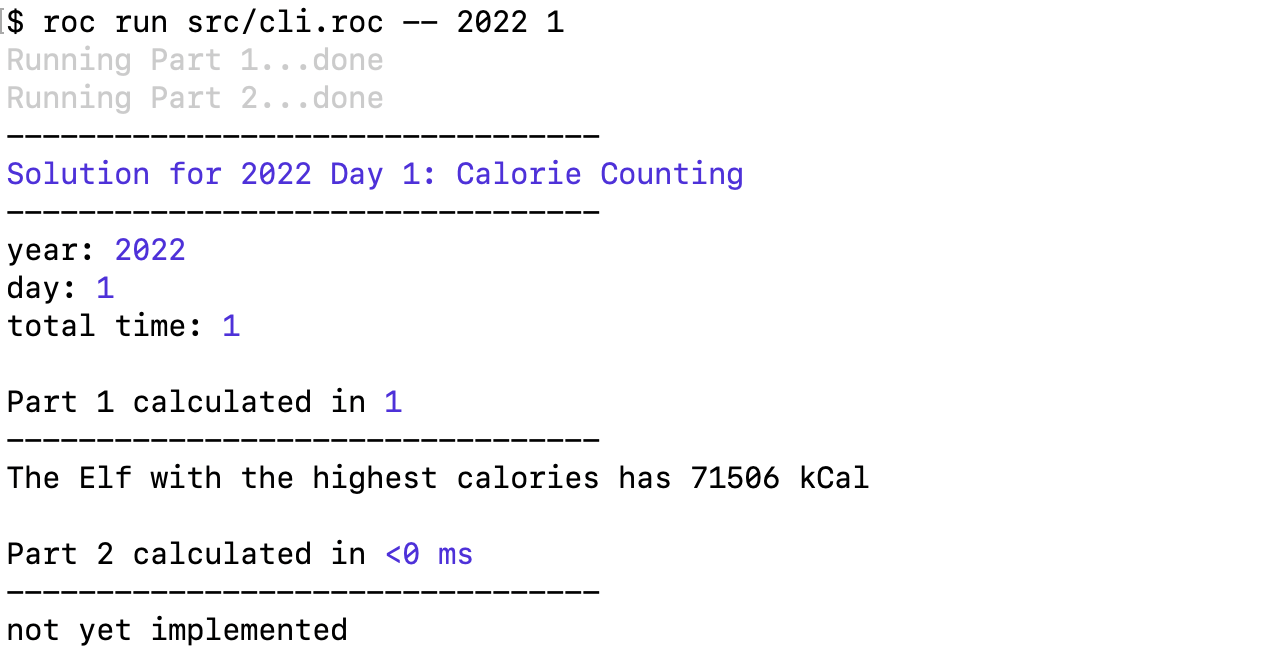 $ roc run src/cli.roc -- 2022 1
Running Part 1...done
Running Part 2...done
---------------------------------
Solution for 2022 Day 1: Calorie Counting
---------------------------------
year: 2022
day: 1
total time: 1
Part 1 calculated in 1
---------------------------------
The Elf with the highest calories has 71506 kCal
Part 2 calculated in <0 ms
---------------------------------
not yet implemented